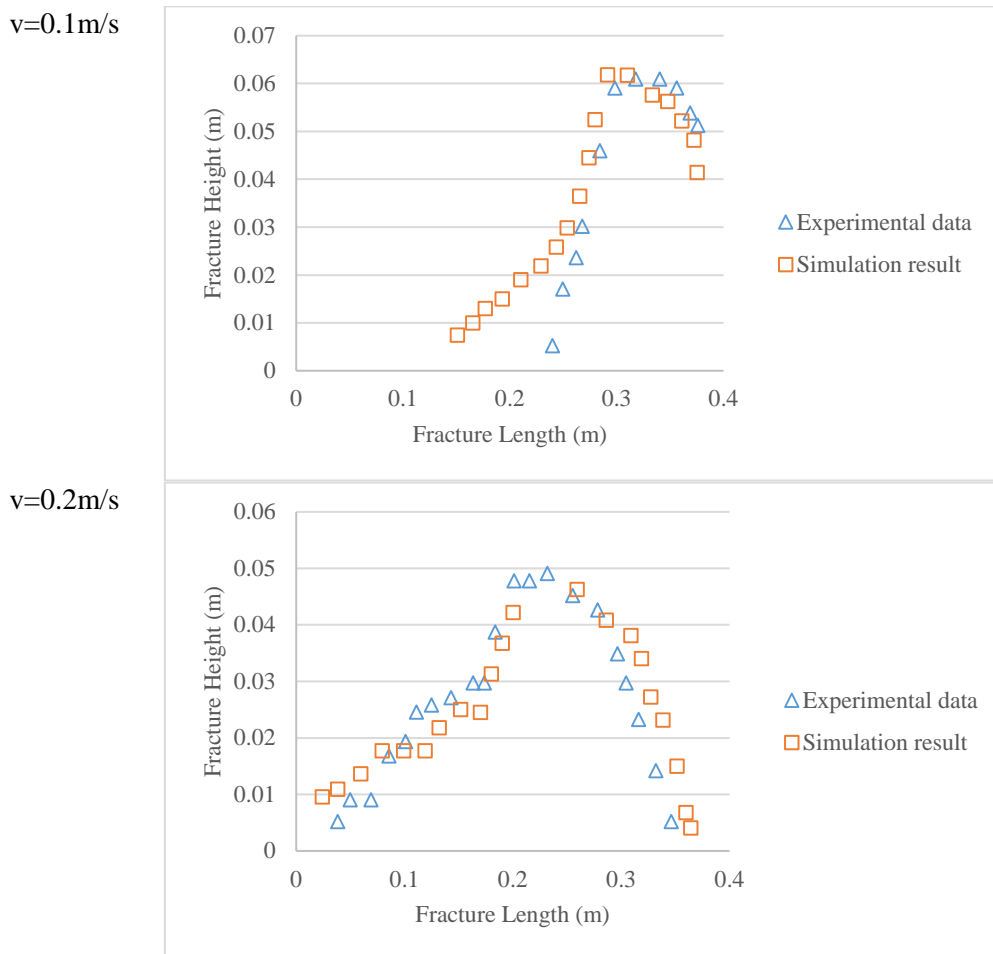 v=0.1m/s
0.07
0.06
0.05
0.04
0.03
0.02
0.01
0
Fracture Height (m)
0 0.1 0.2 0.3 0.4
Fracture Length (m)
Experimental data
Simulation result
v=0.2m/s
0.06
0.05
0.04
0.03
0.02
0.01
0
Fracture Height (m)
0 0.1 0.2 0.3 0.4
Fracture Length (m)
Experimental data
Simulation result